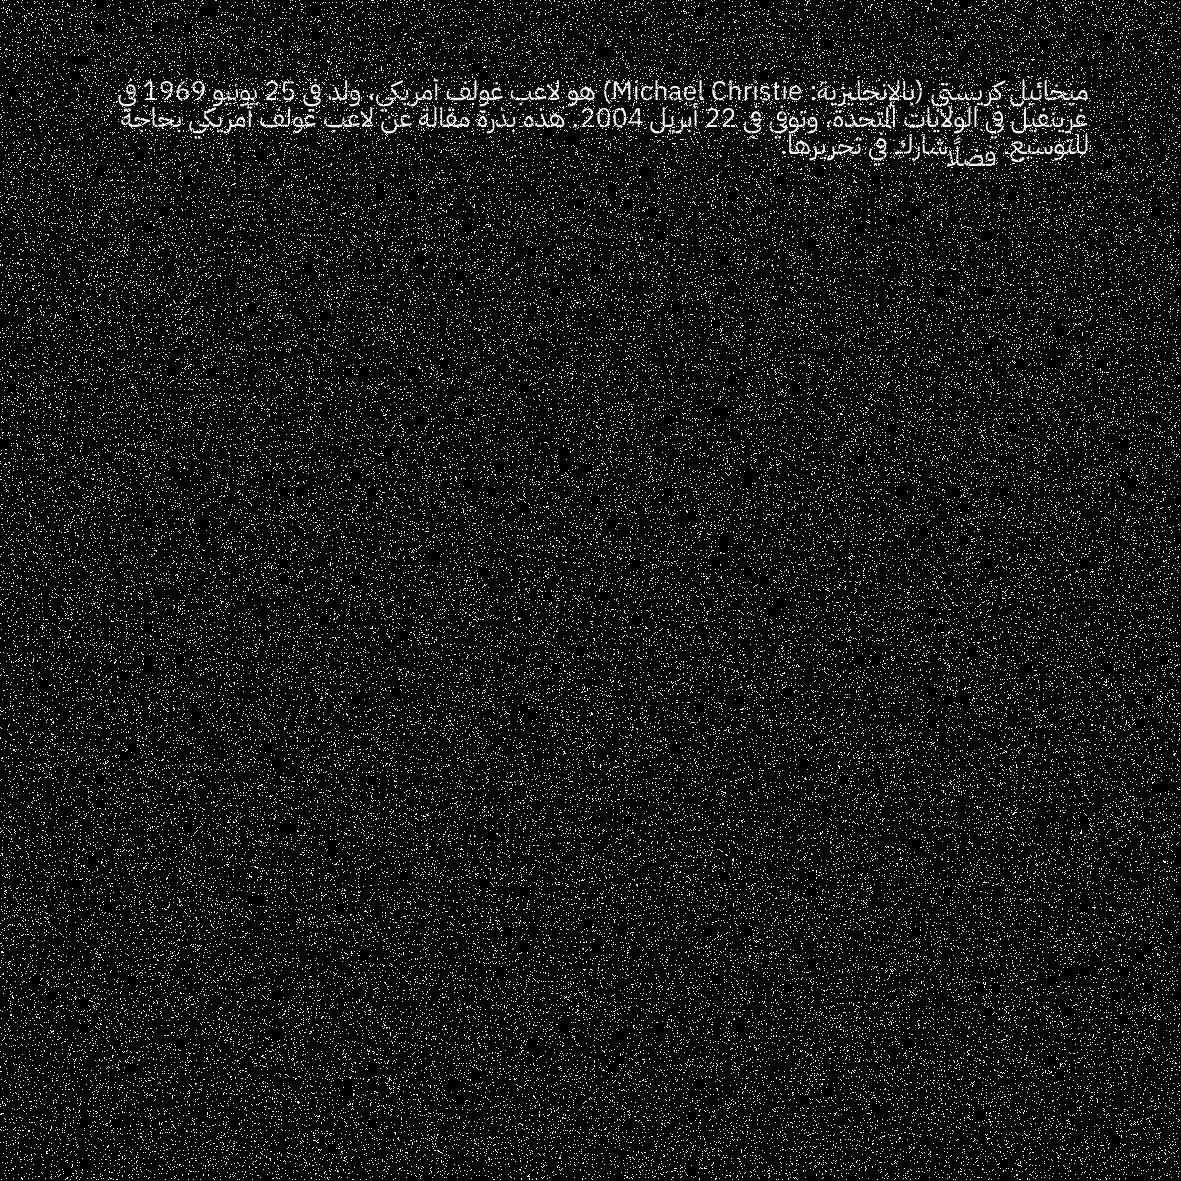 ميخائيل كريستي (بالإنجليزية: Michael Christie) هو لاعب غولف أمريكي، ولد في 25 يونيو 1969 في
غرينفيل في الولايات المتحدة، وتوفي في 22 أبريل 2004. هذه بذرة مقالة عن لاعب غولف أمريكي بحاجة
للتوسيع. فضلًا شارك في تحريرها.